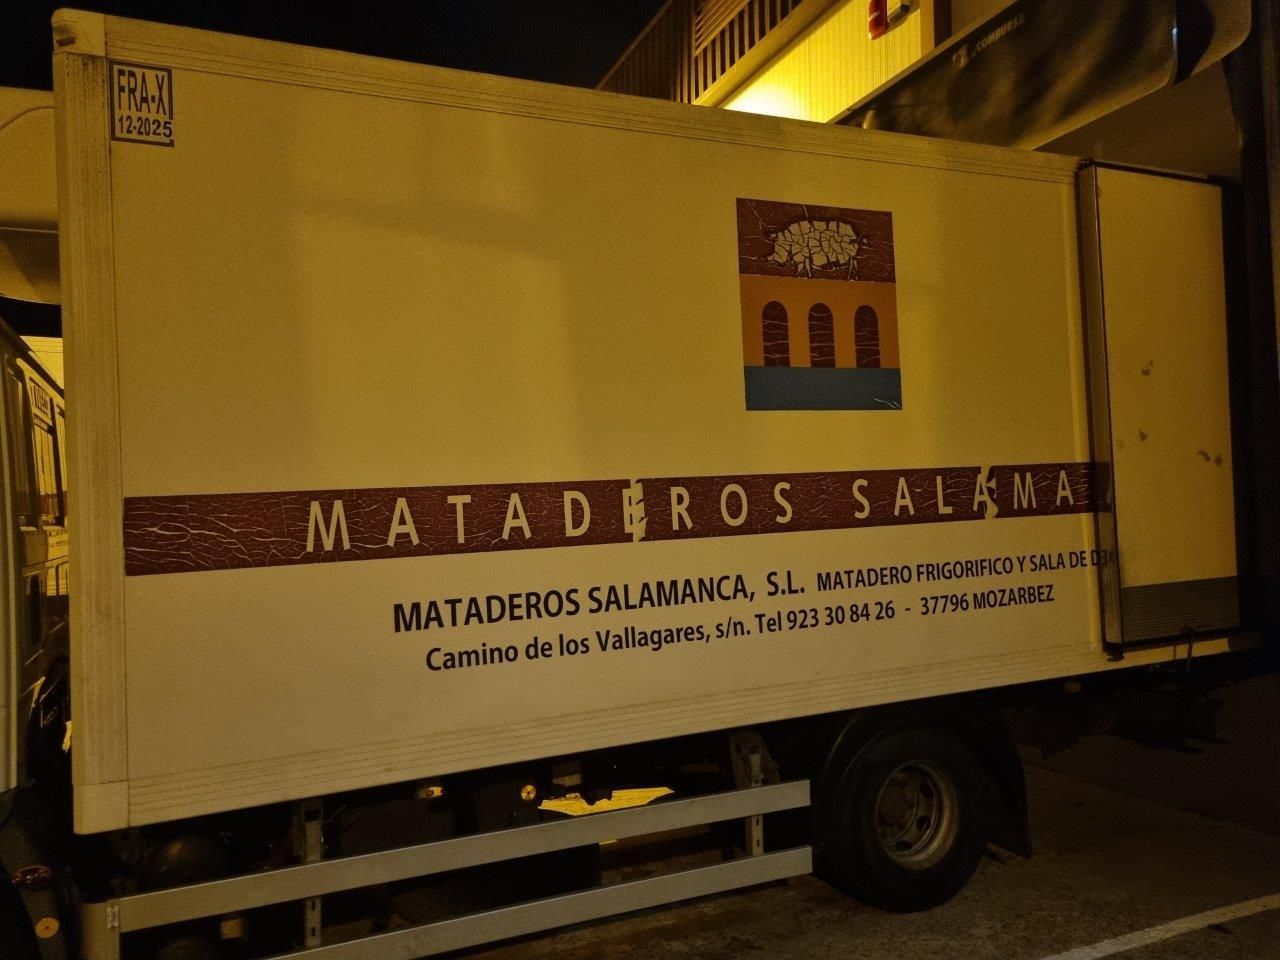 FRA-X
12-2025
COMBURSA
MATADEROS SALAMA
MATADEROS SALAMANCA, S.L. MATADERO FRIGORIFICO Y SALA DE
Camino de los Vallagares, s/n. Tel 923 30 84 26 - 37796 MOZARBEZ